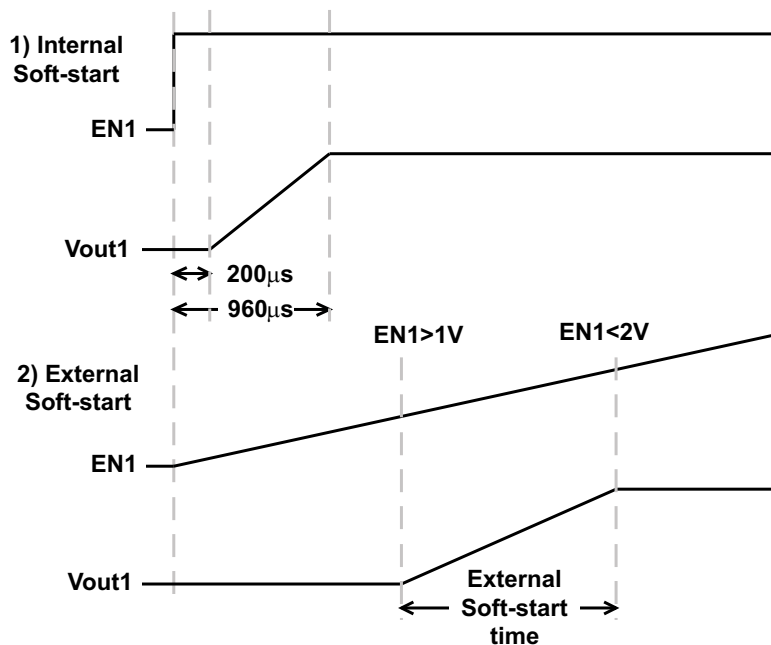 1) Internal
Soft-start
EN1
Vout1
200μs
960μs
EN1>1V
EN1<2V
2) External
Soft-start
EN1
Vout1
External
Soft-start
time